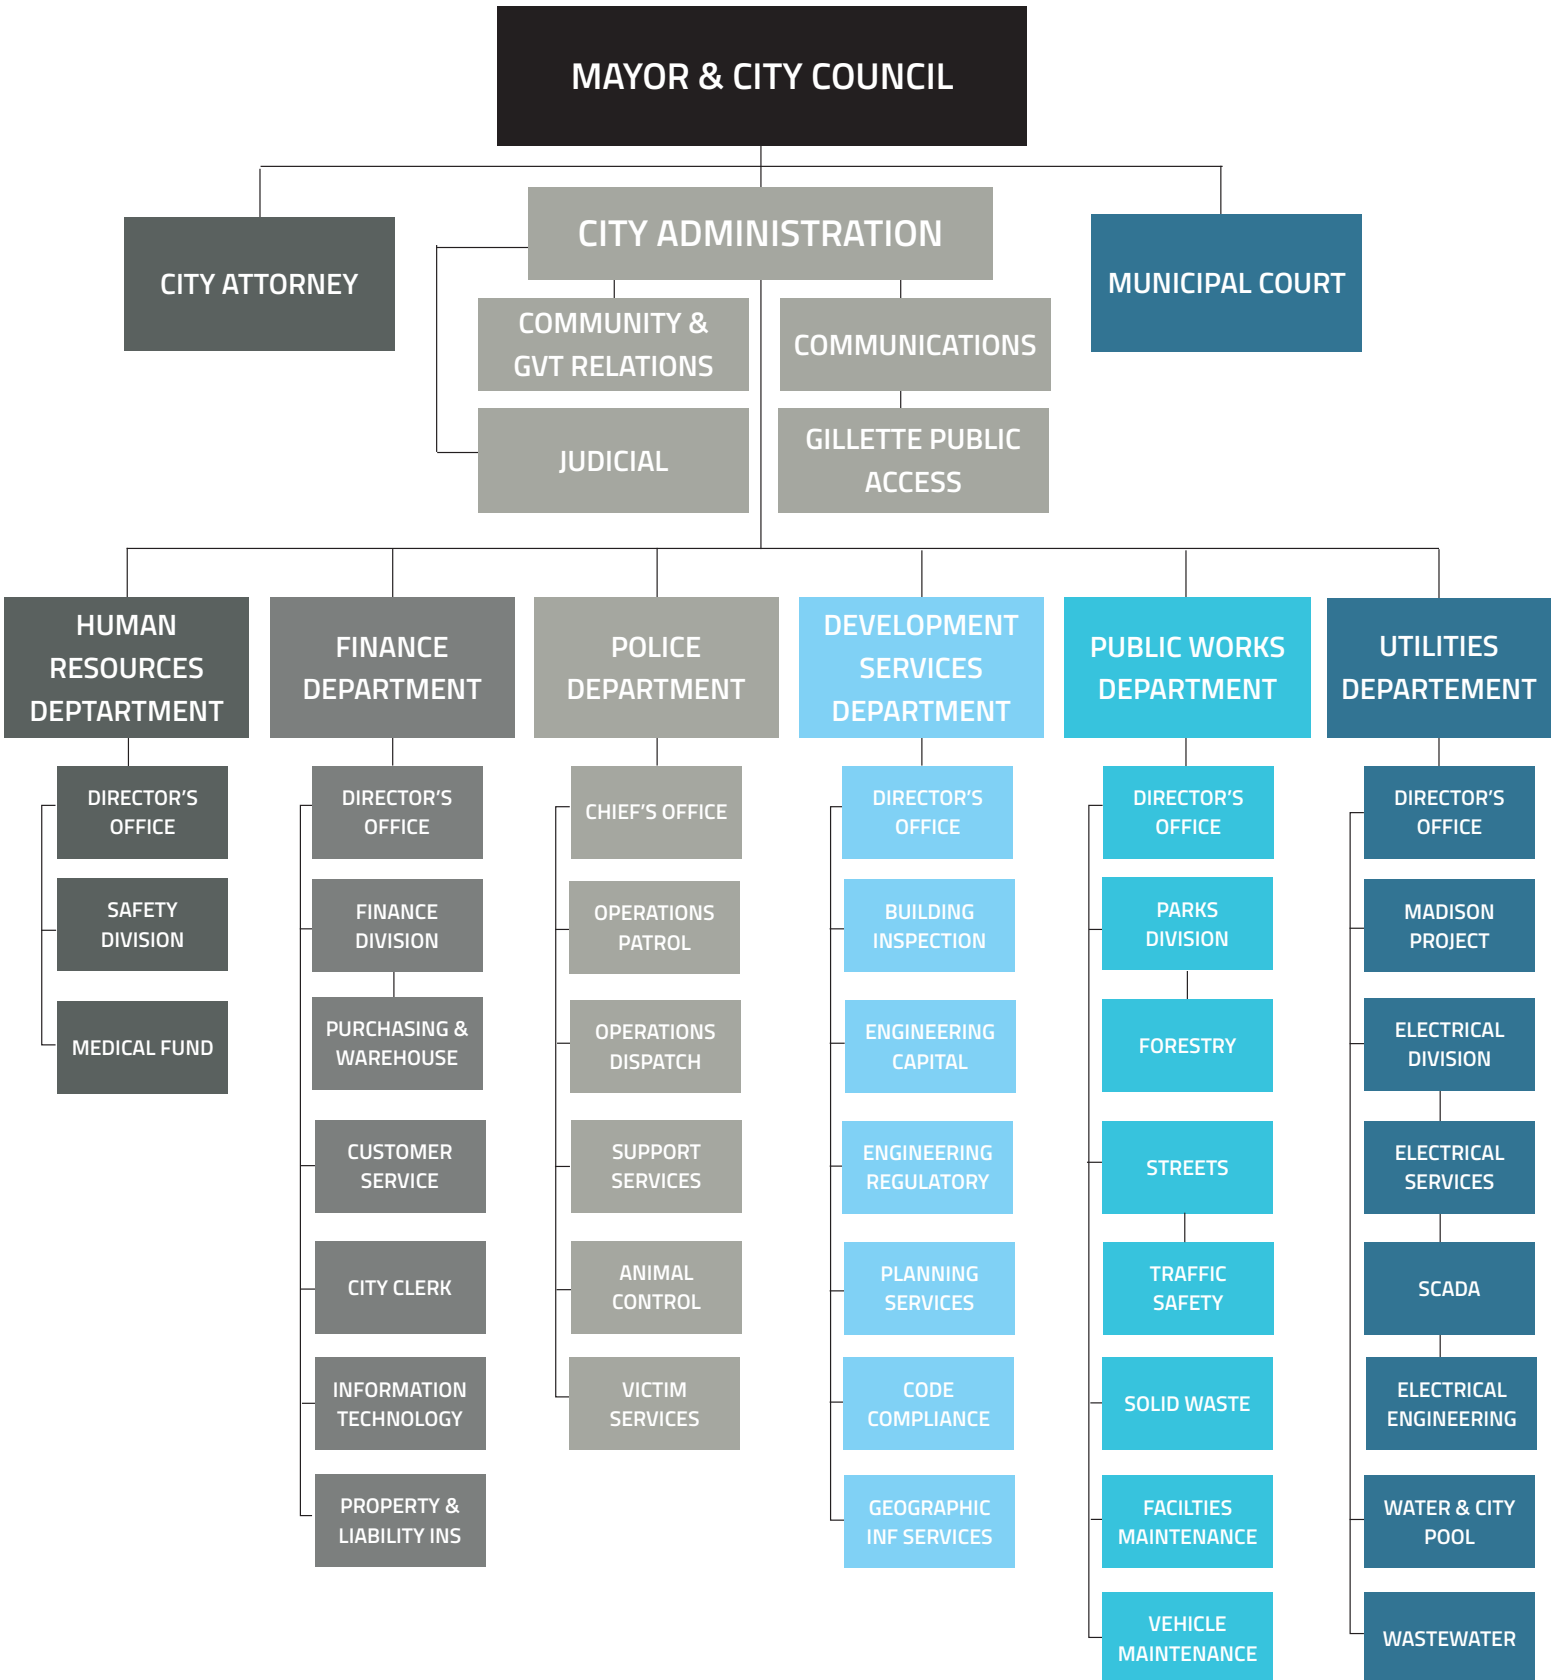 MAYOR & CITY COUNCIL
CITY ATTORNEY
CITY ADMINISTRATION
MUNICIPAL COURT
COMMUNITY &
GVT RELATIONS
COMMUNICATIONS
JUDICIAL
GILLETTE PUBLIC
ACCESS
HUMAN
RESOURCES
DEPTARTMENT
DIRECTOR'S
OFFICE
SAFETY
DIVISION
MEDICAL FUND
FINANCE
DEPARTMENT
DIRECTOR'S
OFFICE
FINANCE
DIVISION
PURCHASING &
WAREHOUSE
CUSTOMER
SERVICE
CITY CLERK
INFORMATION
TECHNOLOGY
PROPERTY &
LIABILITY INS
POLICE
DEPARTMENT
CHIEF'S OFFICE
OPERATIONS
PATROL
OPERATIONS
DISPATCH
SUPPORT
SERVICES
ANIMAL
CONTROL
VICTIM
SERVICES
DEVELOPMENT
SERVICES
DEPARTMENT
DIRECTOR'S
OFFICE
BUILDING
INSPECTION
ENGINEERING
CAPITAL
ENGINEERING
REGULATORY
PLANNING
SERVICES
CODE
COMPLIANCE
GEOGRAPHIC
INF SERVICES
PUBLIC WORKS
DEPARTMENT
DIRECTOR'S
OFFICE
PARKS
DIVISION
FORESTRY
STREETS
TRAFFIC
SAFETY
SOLID WASTE
FACILTIES
MAINTENANCE
VEHICLE
MAINTENANCE
UTILITIES
DEPARTEMENT
DIRECTOR'S
OFFICE
MADISON
PROJECT
ELECTRICAL
DIVISION
ELECTRICAL
SERVICES
SCADA
ELECTRICAL
ENGINEERING
WATER & CITY
POOL
WASTEWATER